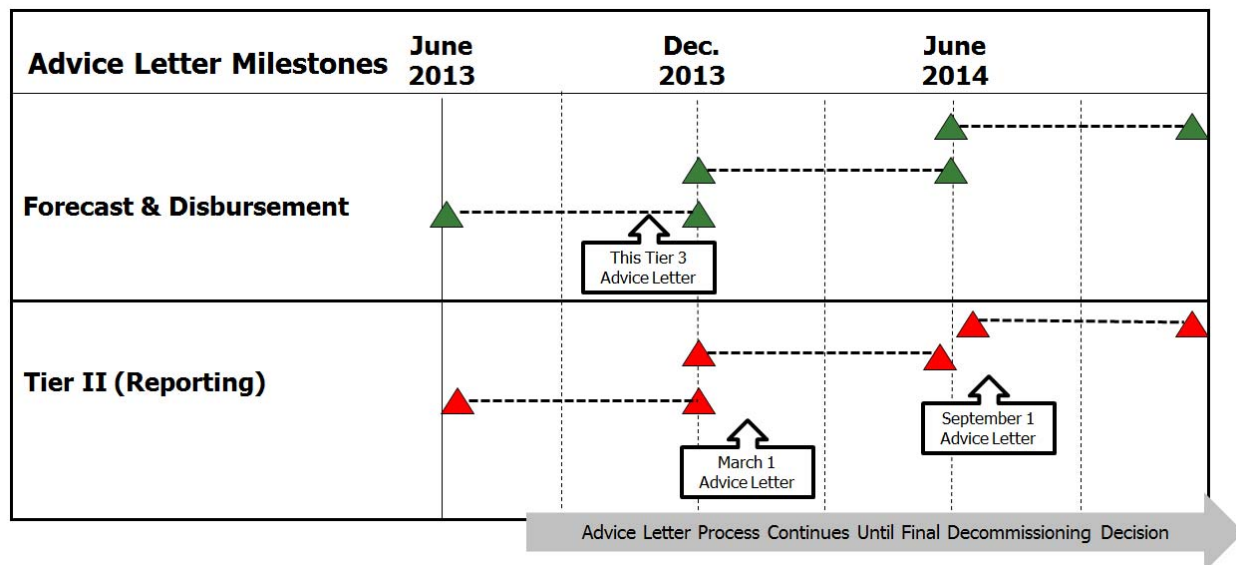 Advice Letter Milestones
June
2013
Dec.
2013
June
2014
Forecast & Disbursement
This Tier 3
Advice Letter
Tier II (Reporting)
March 1
Advice Letter
September 1
Advice Letter
Advice Letter Process Continues Until Final Decommissioning Decision